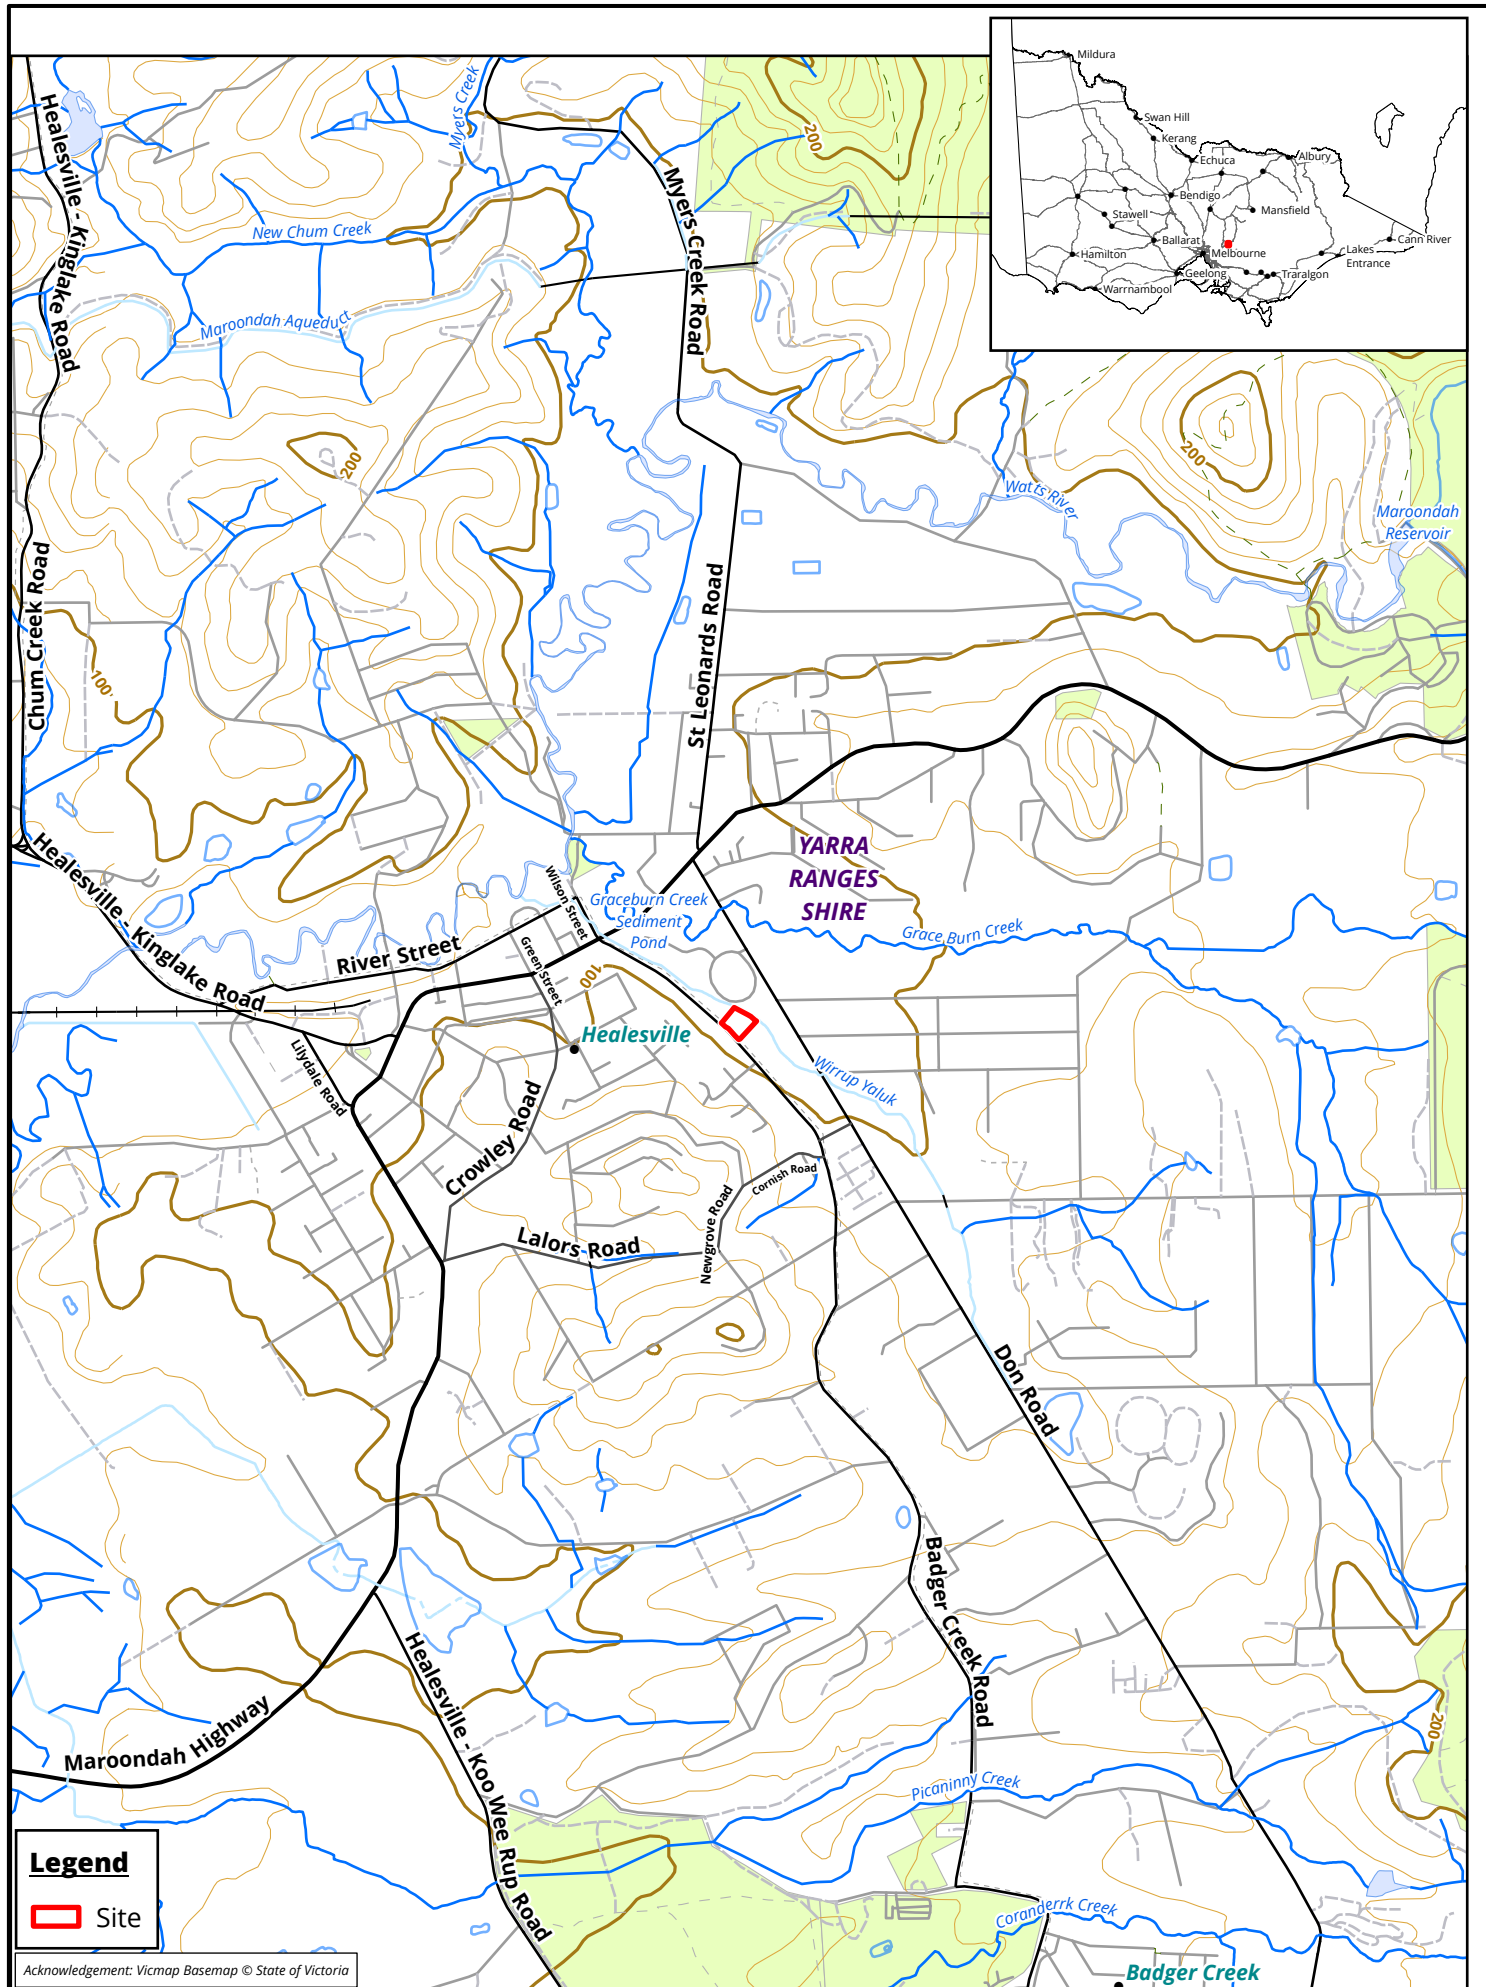 Mildura
Swan Hill
Kerang
Echuca
Albury
Bendigo
Stawell
Mansfield
Ballarat
Hamilton
Melbourne
Cann River
Lakes
Entrance
Geelong
Traralgon
Warrnambool
Healesville - Kinglake Road
Myers Creek
200
Myers Creek Road
New Chum Creek
Maroondah Aqueduct
200
200
Watts River
Maroondah
Reservoir
Chum Creek Road
St Leonards Road
100
YARRA
RANGES
SHIRE
Healesville - Kinglake Road
Wilson Street
Graceburn Creek
Sediment
Pond
Grace Burn Creek
River Street
Green Street
100
Healesville
Lilydale Road
Wirrup Yaluk
Crowley Road
Cornish Road
Newgrove Road
Lalors Road
Don Road
Badger Creek Road
Healesville - Koo Wee Rup Road
Maroondah Highway
200
Picaninny Creek
Coranderrk Creek
Badger Creek
Legend
Site
Acknowledgement: Vicmap Basemap © State of Victoria